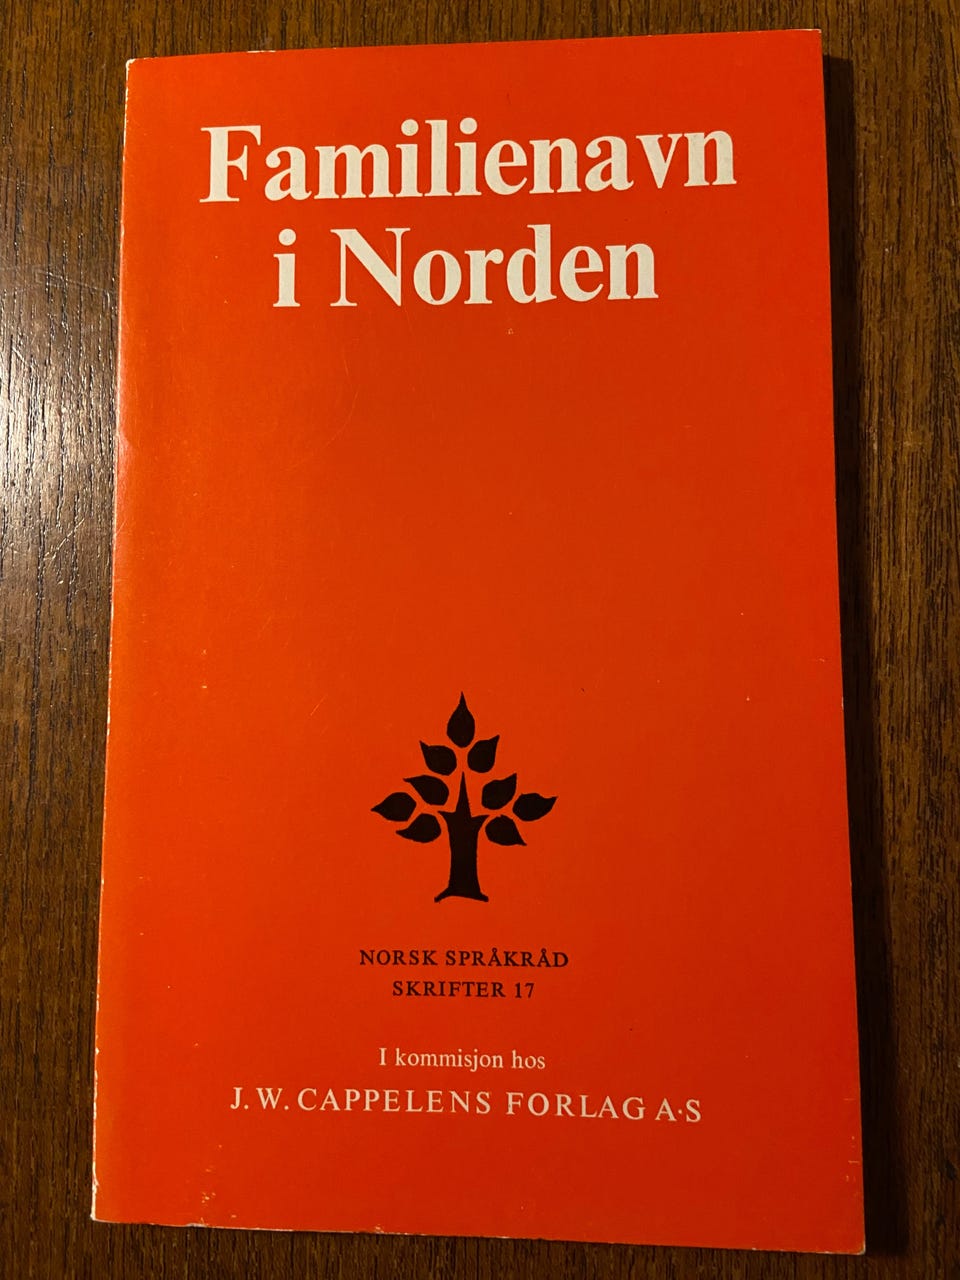 Familienavn
i Norden
NORSK SPRÅKRÅD
SKRIFTER 17
I kommisjon hos
J. W. CAPPELENS FORLAG A·S